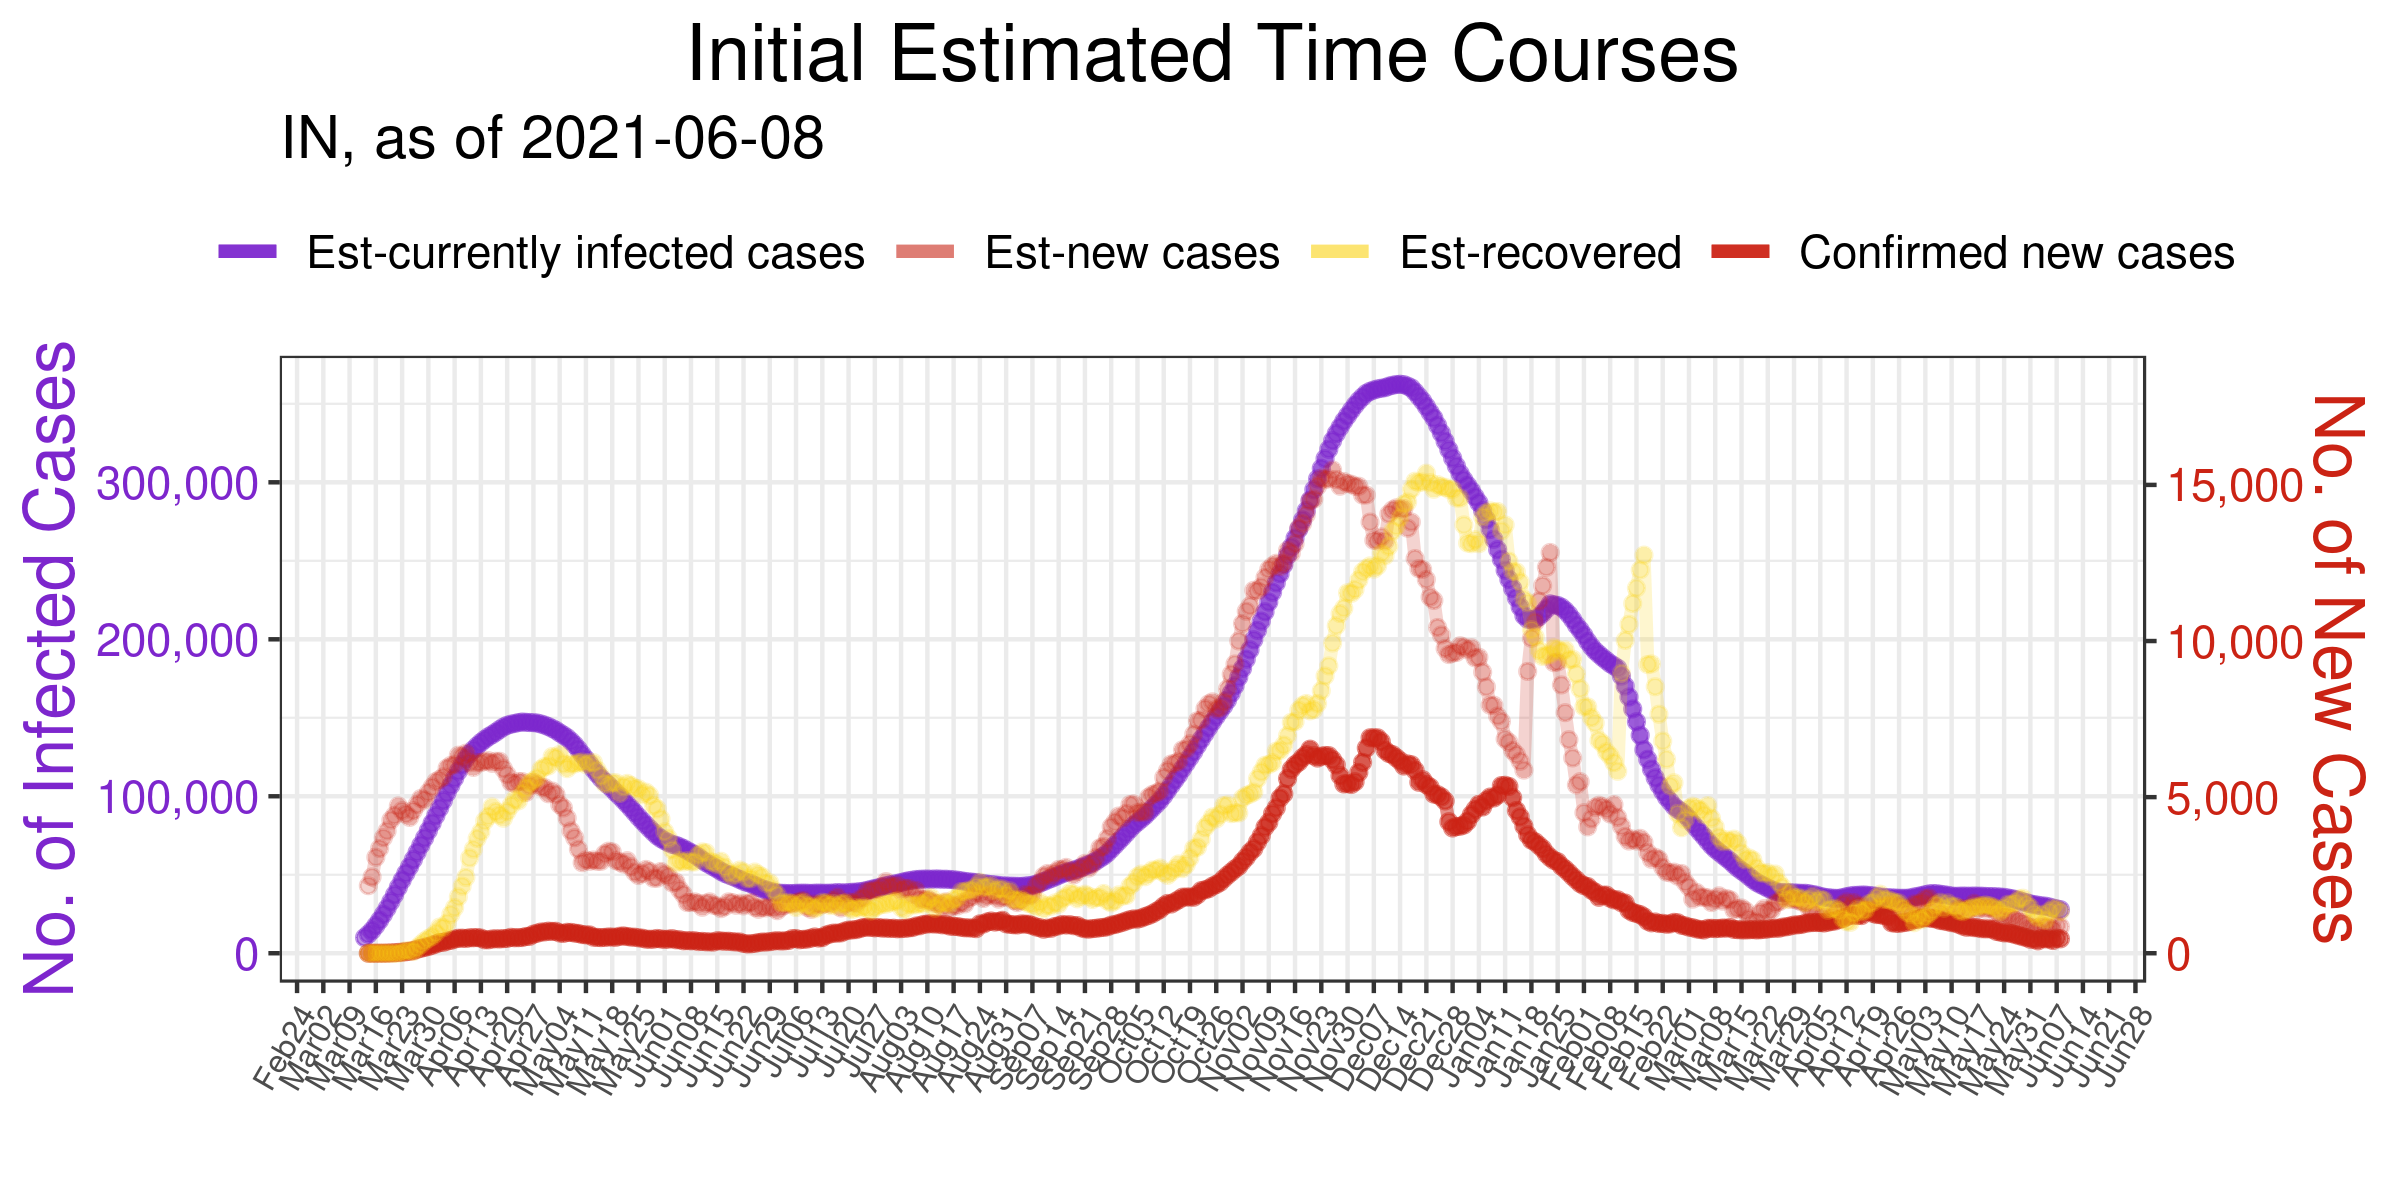 Initial Estimated Time Courses
IN, as of 2021-06-08
Est-currently infected cases
Est-new cases
Est-recovered
Confirmed new cases
No. of Infected Cases
300,000
200,000
100,000
0
No. of New Cases
15,000
10,000
5,000
0
Feb24
Mar02
Mar09
Mar16
Mar23
Mar30
Apr06
Apr13
Apr20
Apr27
May04
May11
May18
May25
Jun01
Jun08
Jun15
Jun22
Jun29
Jul06
Jul13
Jul20
Jul27
Aug03
Aug10
Aug17
Aug24
Aug31
Sep07
Sep14
Sep21
Sep28
Oct05
Oct12
Oct19
Oct26
Nov02
Nov09
Nov16
Nov23
Nov30
Dec07
Dec14
Dec21
Dec28
Jan04
Jan11
Jan18
Jan25
Feb01
Feb08
Feb15
Feb22
Mar01
Mar08
Mar15
Mar22
Mar29
Apr05
Apr12
Apr19
Apr26
May03
May10
May17
May24
May31
Jun07
Jun14
Jun21
Jun28